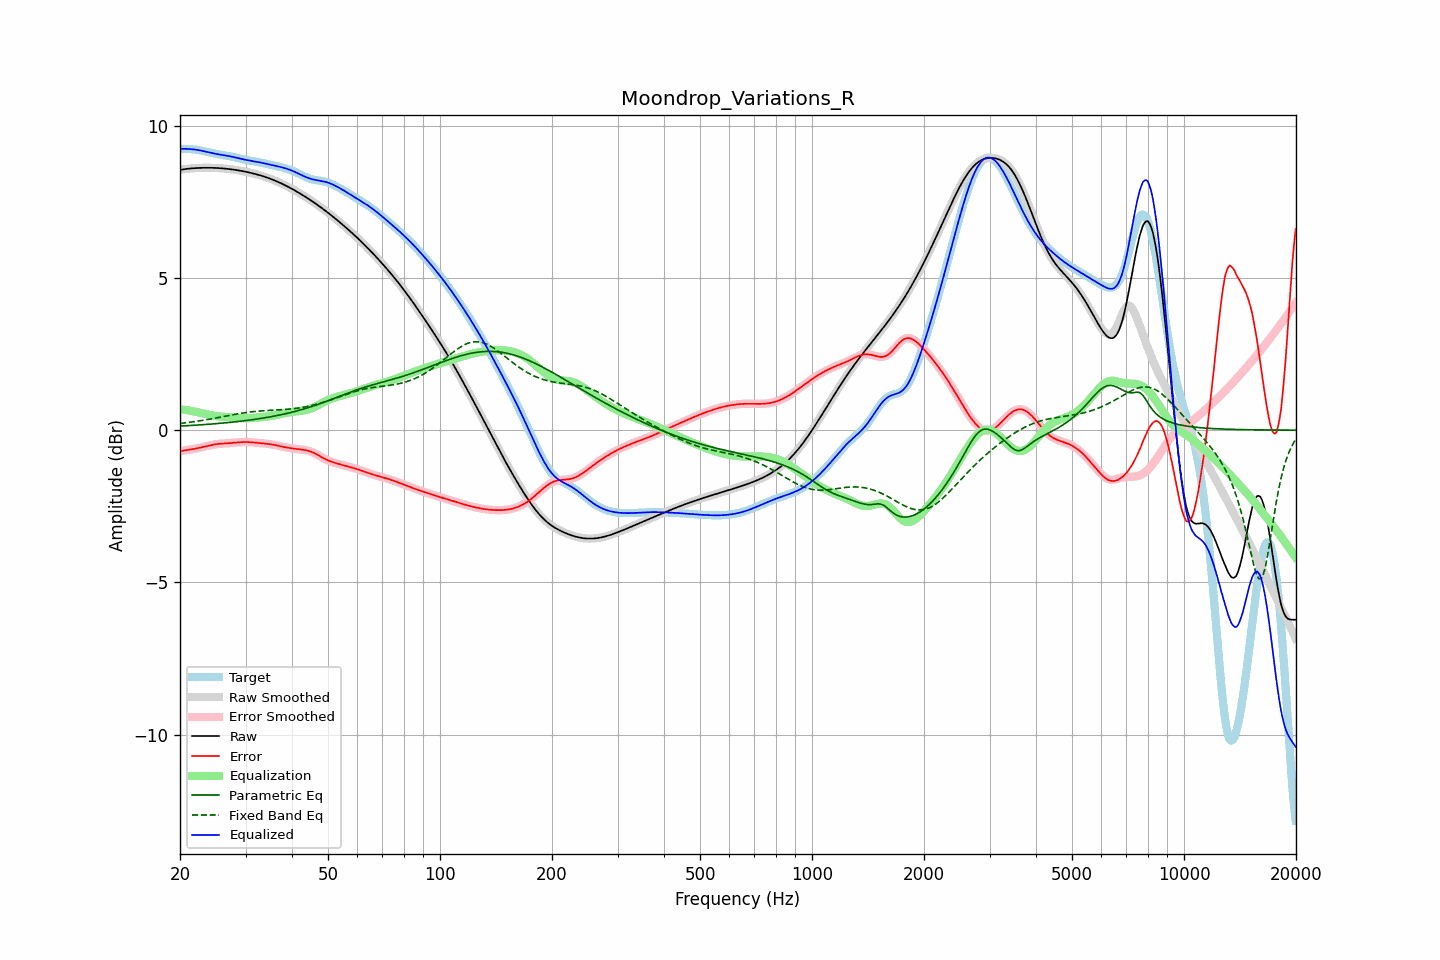 Moondrop_Variations_R
10
5
0
−5
−10
Amplitude (dBr)
Target
Raw Smoothed
Error Smoothed
Raw
Error
Equalization
Parametric Eq
Fixed Band Eq
Equalized
20 50 100 200 500 1000 2000 5000 10000 20000
Frequency (Hz)